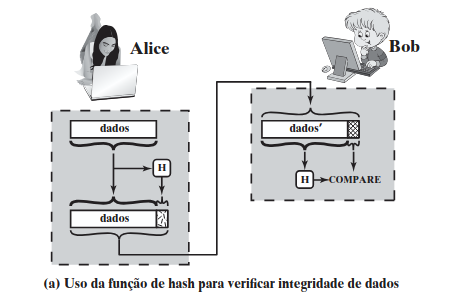 Alice
Bob
dados
H
dados
dados′
H COMPARE
(a) Uso da função de hash para verificar integridade de dados